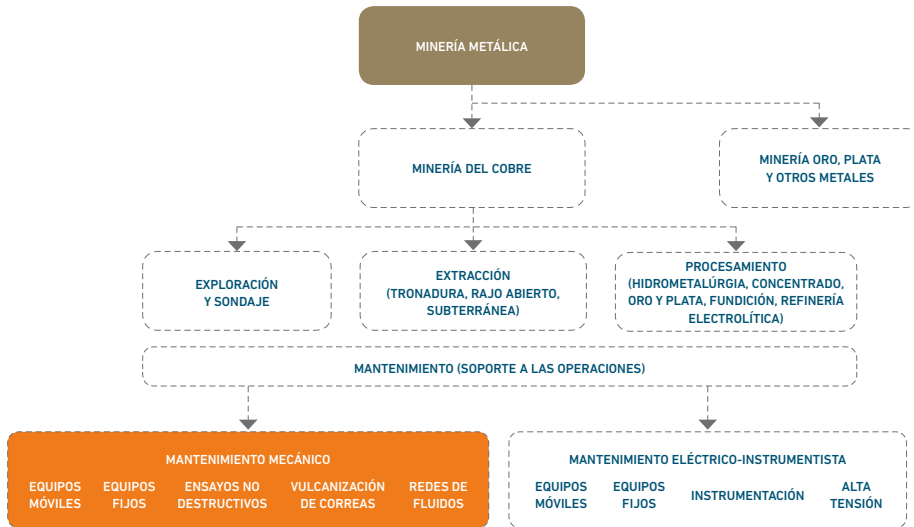 MINERÍA METÁLICA
MINERÍA DEL COBRE
MINERÍA ORO, PLATA
Y OTROS METALES
EXPLORACIÓN
Y SONDAJE
EXTRACCIÓN
(TRONADURA, RAJO ABIERTO,
SUBTERRÁNEA)
PROCESAMIENTO
(HIDROMETALÚRGIA, CONCENTRADO,
ORO Y PLATA, FUNDICIÓN, REFINERÍA
ELECTROLÍTICA)
MANTENIMIENTO (SOPORTE A LAS OPERACIONES)
MANTENIMIENTO MECÁNICO
EQUIPOS
MÓVILES
EQUIPOS
FIJOS
ENSAYOS NO
DESTRUCTIVOS
VULCANIZACIÓN
DE CORREAS
REDES DE
FLUIDOS
MANTENIMIENTO ELÉCTRICO-INSTRUMENTISTA
EQUIPOS
MÓVILES
EQUIPOS
FIJOS
INSTRUMENTACIÓN
ALTA
TENSIÓN